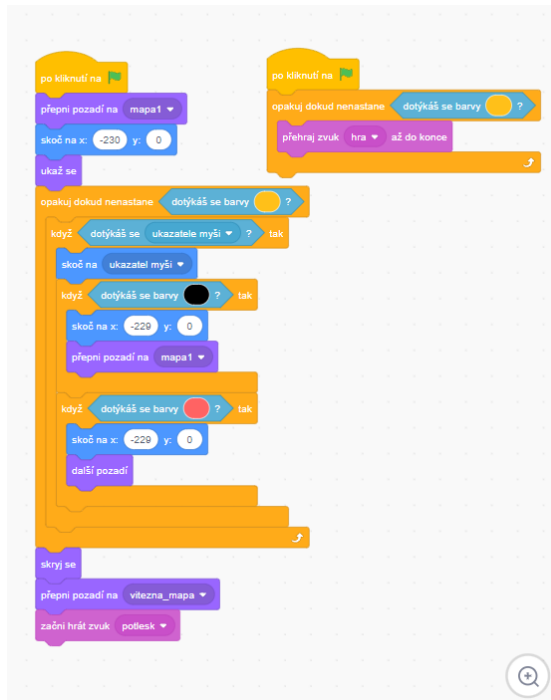 po kliknutí na
přepni pozadí na mapa1
skoč na x: -230 y: 0
ukaž se
opakuj dokud nenastane dotýkáš se barvy ?
když dotýkáš se ukazatele myši ? tak
skoč na ukazatel myši
když dotýkáš se barvy ? tak
skoč na x: -229 y: 0
přepni pozadí na mapa1
když dotýkáš se barvy ? tak
skoč na x: -229 y: 0
další pozadí
skryj se
přepni pozadí na vitezna_mapa
začni hrát zvuk potlesk
po kliknutí na
opakuj dokud nenastane dotýkáš se barvy ?
přehraj zvuk hra až do konce